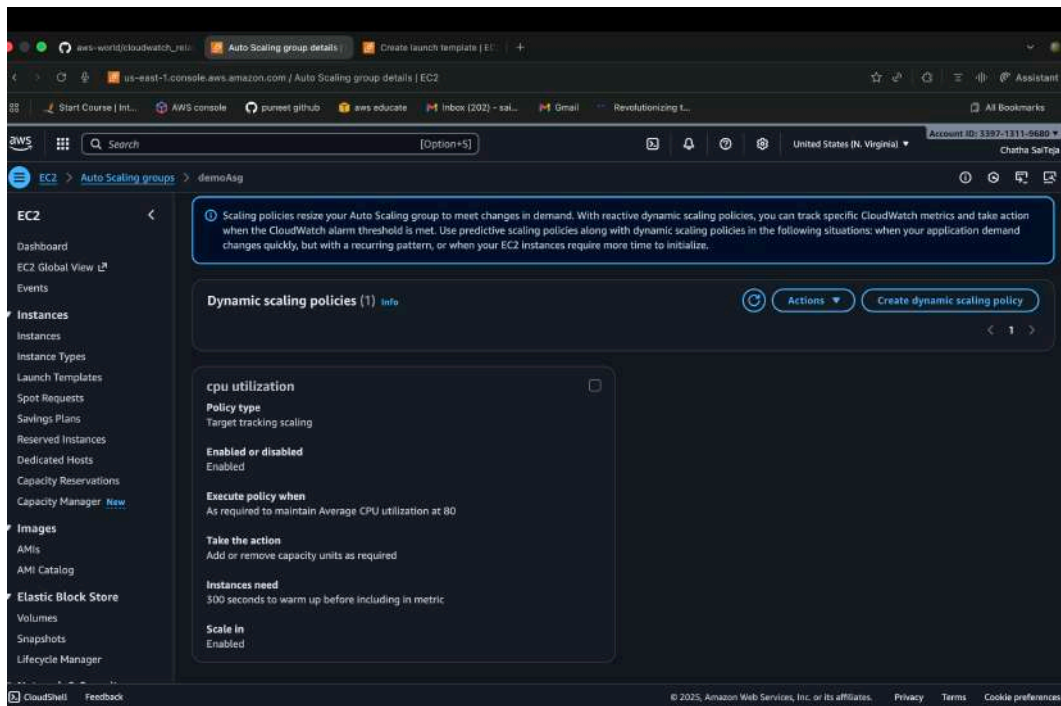 aws-world/cloudwatch_rela
Auto Scaling group details
Create launch template | EC
us-east-1.console.aws.amazon.com / Auto Scaling group details | EC2
Assistant
Start Course | Int...
AWS console
puneet github
aws educate
Inbox (202) - sai...
Gmail
Revolutionizing t...
All Bookmarks
aws
Search
[Option+S]
United States (N. Virginia)
Account ID: 3397-1311-9680
Chatha SaiTeja
EC2 > Auto Scaling groups > demoAsg
EC2
Dashboard
EC2 Global View
Events
Instances
Instances
Instance Types
Launch Templates
Spot Requests
Savings Plans
Reserved Instances
Dedicated Hosts
Capacity Reservations
Capacity Manager New
Images
AMIs
AMI Catalog
Elastic Block Store
Volumes
Snapshots
Lifecycle Manager
Scaling policies resize your Auto Scaling group to meet changes in demand. With reactive dynamic scaling policies, you can track specific CloudWatch metrics and take action
when the CloudWatch alarm threshold is met. Use predictive scaling policies along with dynamic scaling policies in the following situations: when your application demand
changes quickly, but with a recurring pattern, or when your EC2 instances require more time to initialize.
Dynamic scaling policies (1) Info
Actions
Create dynamic scaling policy
1
cpu utilization
Policy type
Target tracking scaling
Enabled or disabled
Enabled
Execute policy when
As required to maintain Average CPU utilization at 80
Take the action
Add or remove capacity units as required
Instances need
300 seconds to warm up before including in metric
Scale in
Enabled
CloudShell Feedback
© 2025, Amazon Web Services, Inc. or its affiliates. Privacy Terms Cookie preferences